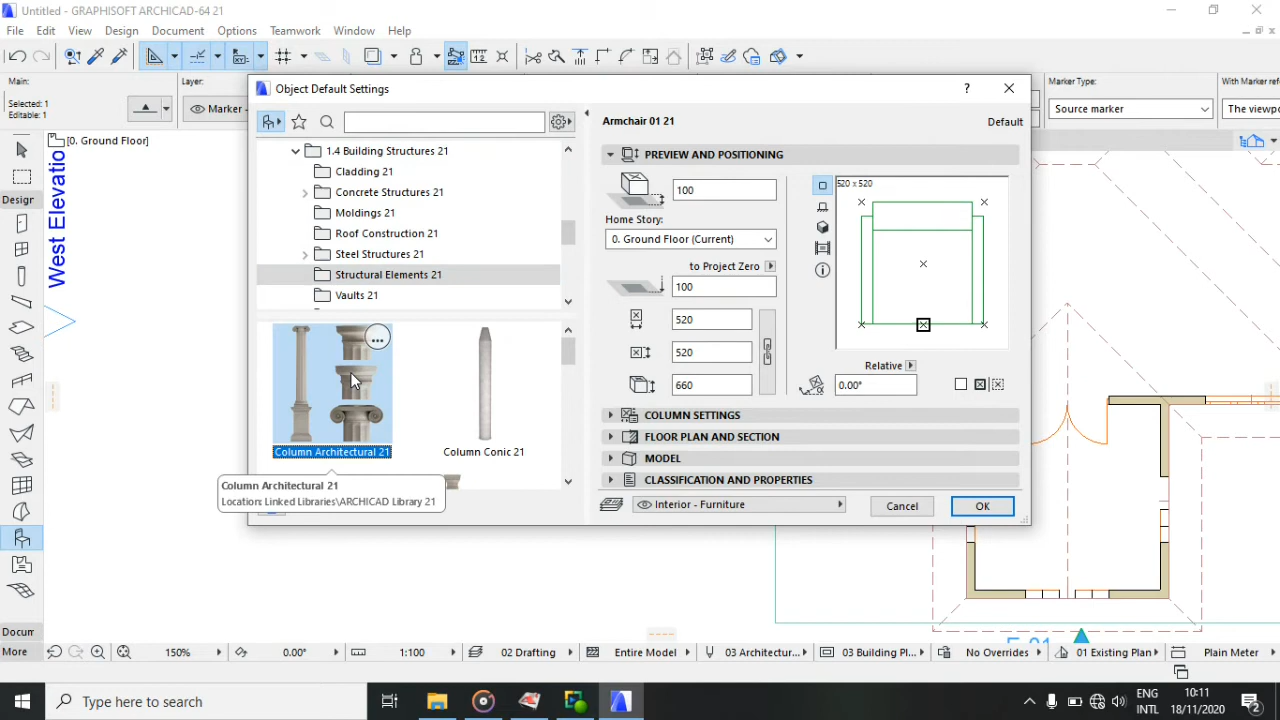 Untitled - GRAPHISOFT ARCHICAD-64 21
File Edit View Design Document Options Teamwork Window Help
Main:
Selected: 1
Editable: 1
Layer:
Marker -
Marker Type:
Source marker
With Marker refe
The viewpo
Object Default Settings
?
[0. Ground Floor]
West Elevatio
Design
1.4 Building Structures 21
Cladding 21
Concrete Structures 21
Moldings 21
Roof Construction 21
Steel Structures 21
Structural Elements 21
Vaults 21
Column Architectural 21
Column Conic 21
Column Architectural 21
Location: Linked Libraries\ARCHICAD Library 21
Armchair 01 21
Default
PREVIEW AND POSITIONING
100
Home Story:
0. Ground Floor (Current)
to Project Zero
100
520
520
660
520 x 520
Relative
0.00°
COLUMN SETTINGS
FLOOR PLAN AND SECTION
MODEL
CLASSIFICATION AND PROPERTIES
Interior - Furniture
Cancel
OK
Docum
More
150%
0.00°
1:100
02 Drafting
Entire Model
03 Architectur...
03 Building Pl...
No Overrides
01 Existing Plan
Plain Meter
Type here to search
ENG
INTL
10:11
18/11/2020
2